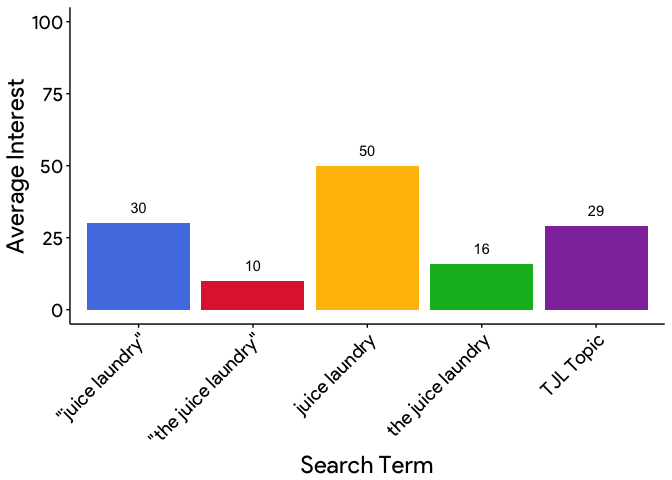 100
75
50
25
0
Average Interest
30
10
50
16
29
"juice laundry"
"the juice laundry"
juice laundry
the juice laundry
TJL Topic
Search Term